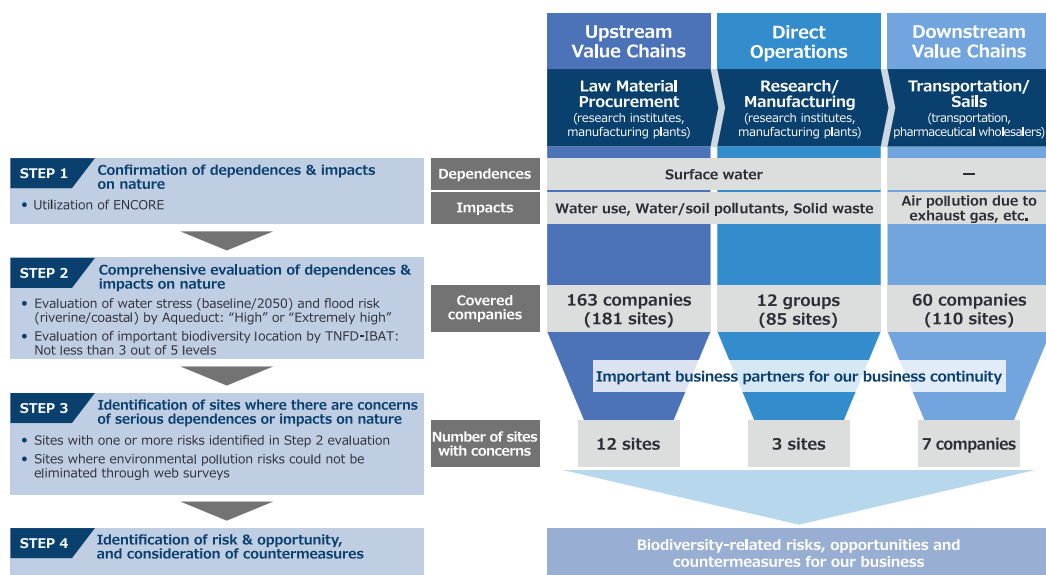 Upstream
Value Chains
Direct
Operations
Downstream
Value Chains
Law Material
Procurement
(research institutes,
manufacturing plants)
Research/
Manufacturing
(research institutes,
manufacturing plants)
Transportation/
Sails
(transportation,
pharmaceutical wholesalers)
STEP 1
Confirmation of dependences & impacts
on nature
• Utilization of ENCORE
Dependences
Surface water
—
Impacts
Water use, Water/soil pollutants, Solid waste
Air pollution due to
exhaust gas, etc.
STEP 2
Comprehensive evaluation of dependences &
impacts on nature
• Evaluation of water stress (baseline/2050) and flood risk
(riverine/coastal) by Aqueduct: “High” or “Extremely high”
• Evaluation of important biodiversity location by TNFD-IBAT:
Not less than 3 out of 5 levels
Covered
companies
163 companies
(181 sites)
12 groups
(85 sites)
60 companies
(110 sites)
Important business partners for our business continuity
STEP 3
Identification of sites where there are concerns
of serious dependences or impacts on nature
• Sites with one or more risks identified in Step 2 evaluation
• Sites where environmental pollution risks could not be
eliminated through web surveys
Number of sites
with concerns
12 sites
3 sites
7 companies
STEP 4
Identification of risk & opportunity,
and consideration of countermeasures
Biodiversity-related risks, opportunities and
countermeasures for our business